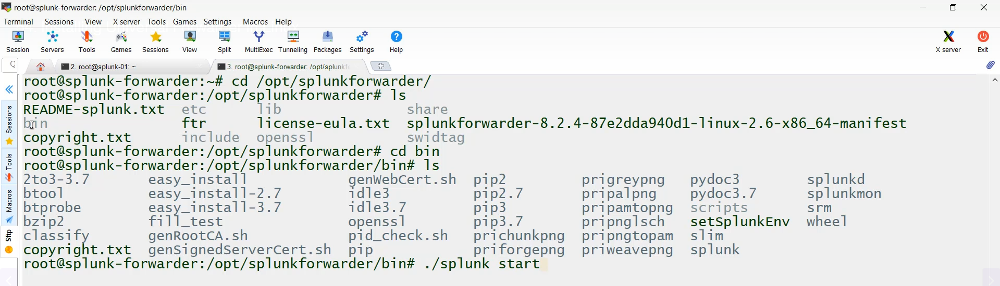 root@splunk-forwarder: /opt/splunkforwarder/bin
Terminal Sessions View X server Tools Games Settings Macros Help
Session Servers Tools Games Sessions View Split MultiExec Tunneling Packages Settings Help X server Exit
2. root@splunk-01: ~ 3. root@splunk-forwarder: /opt/splunkf
Sessions
Tools
Macros
Sftp
root@splunk-forwarder:~# cd /opt/splunkforwarder/
root@splunk-forwarder:/opt/splunkforwarder# ls
README-splunk.txt etc lib share
bin ftr license-eula.txt splunkforwarder-8.2.4-87e2dda940d1-linux-2.6-x86_64-manifest
copyright.txt include openssl swidtag
root@splunk-forwarder:/opt/splunkforwarder# cd bin
root@splunk-forwarder:/opt/splunkforwarder/bin# ls
2to3-3.7 easy_install genWebCert.sh pip2 prigreypng pydoc3 splunkd
btool easy_install-2.7 idle3 pip2.7 pripalpng pydoc3.7 splunkmon
btprobe easy_install-3.7 idle3.7 pip3 pripamtopng scripts srm
bzip2 fill_test openssl pip3.7 pripnglsch setSplunkEnv wheel
classify genRootCA.sh pid_check.sh prichunkpng pripngtopam slim
copyright.txt genSignedServerCert.sh pip priforgepng priweavepng splunk
root@splunk-forwarder:/opt/splunkforwarder/bin# ./splunk start